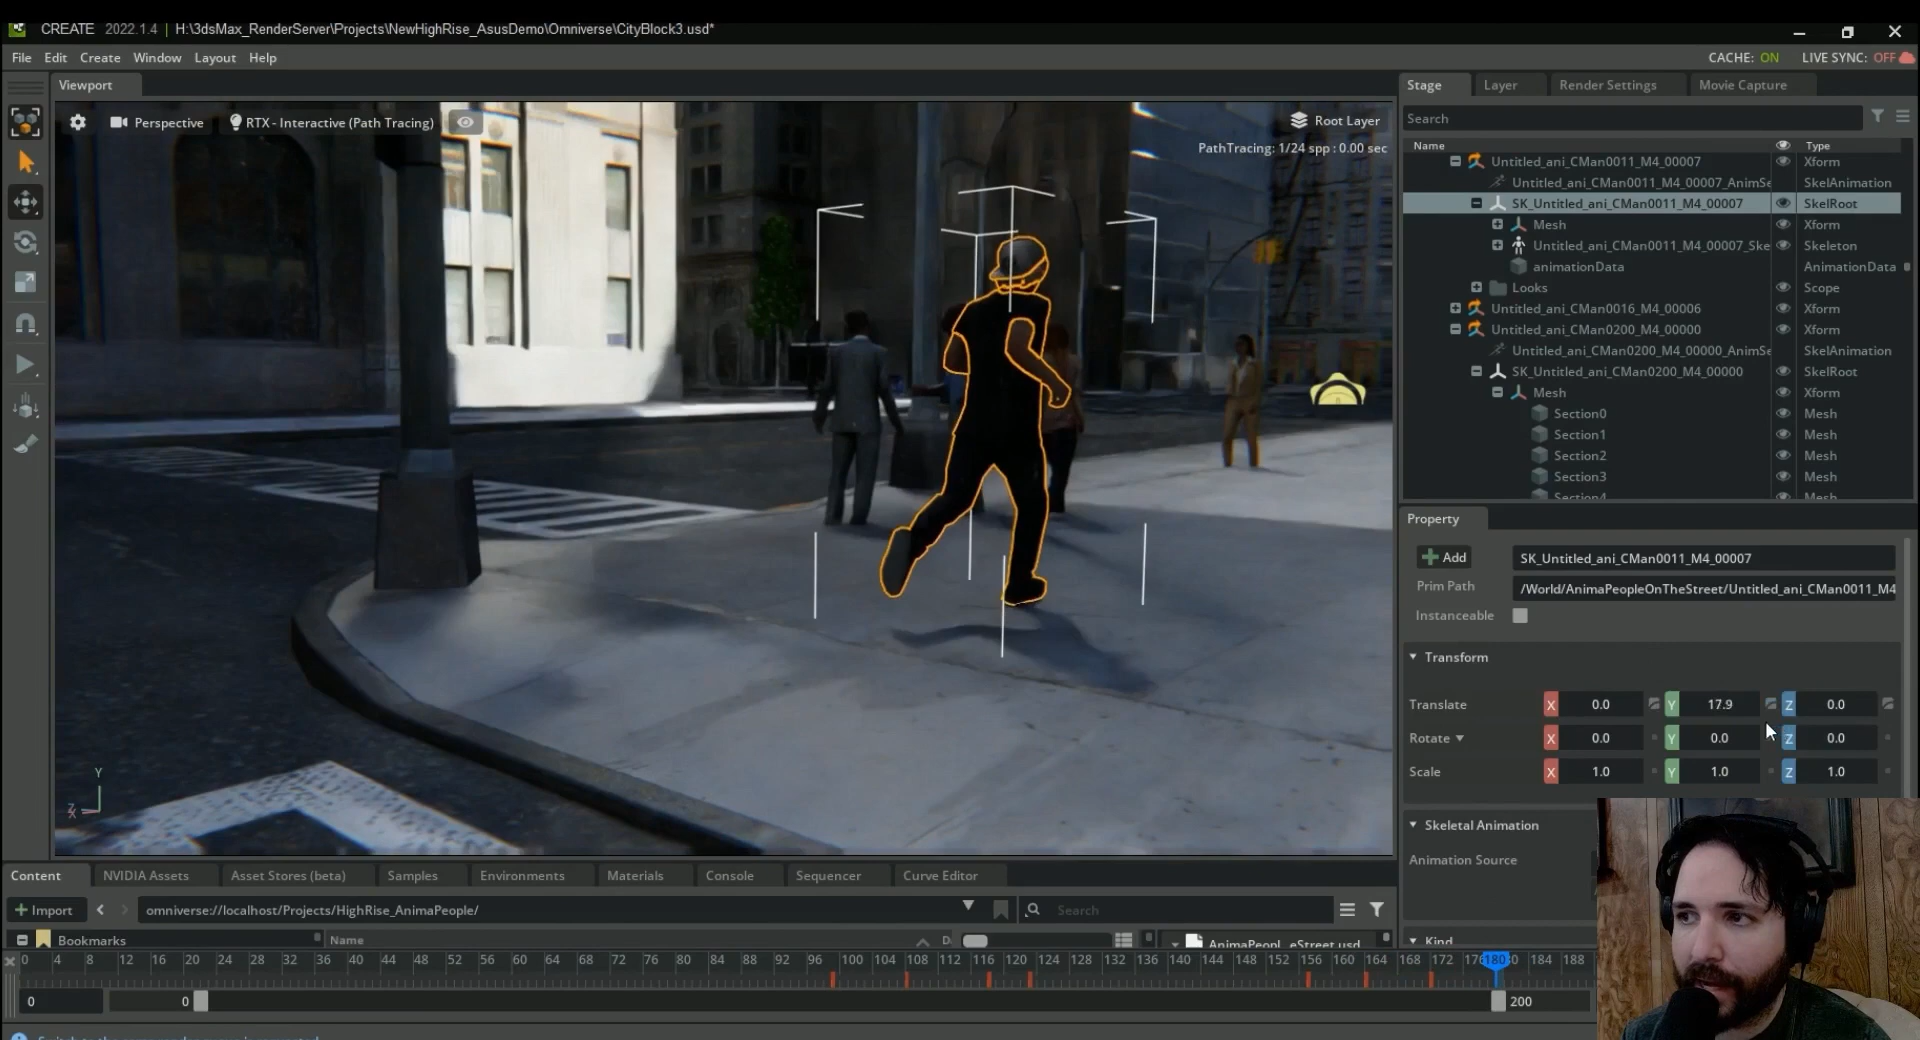 CREATE 2022.1.4 | H:\3dsMax_RenderServer\Projects\NewHighRise_AsusDemo\Omniverse\CityBlock3.usd*
File Edit Create Window Layout Help CACHE: ON LIVE SYNC: OFF
Viewport
Perspective RTX - Interactive (Path Tracing) Root Layer
PathTracing: 1/24 spp : 0.00 sec
Y
Z
X
Stage Layer Render Settings Movie Capture
Search
Name Type
Untitled_ani_CMan0011_M4_00007 Xform
Untitled_ani_CMan0011_M4_00007_AnimSe SkelAnimation
SK_Untitled_ani_CMan0011_M4_00007 SkelRoot
Mesh Xform
Untitled_ani_CMan0011_M4_00007_Ske Skeleton
animationData AnimationData
Looks Scope
Untitled_ani_CMan0016_M4_00006 Xform
Untitled_ani_CMan0200_M4_00000 Xform
Untitled_ani_CMan0200_M4_00000_AnimSe SkelAnimation
SK_Untitled_ani_CMan0200_M4_00000 SkelRoot
Mesh Xform
Section0 Mesh
Section1 Mesh
Section2 Mesh
Section3 Mesh
Section4 Mesh
Property
Add SK_Untitled_ani_CMan0011_M4_00007
Prim Path /World/AnimaPeopleOnTheStreet/Untitled_ani_CMan0011_M4
Instanceable
Transform
Translate X 0.0 Y 17.9 Z 0.0
Rotate X 0.0 Y 0.0 Z 0.0
Scale X 1.0 Y 1.0 Z 1.0
Skeletal Animation
Animation Source
Kind
Content NVIDIA Assets Asset Stores (beta) Samples Environments Materials Console Sequencer Curve Editor
Import omniverse://localhost/Projects/HighRise_AnimaPeople/ Search
Bookmarks Name D. AnimaPeopl_eStreet.usd
0 4 8 12 16 20 24 28 32 36 40 44 48 52 56 60 64 68 72 76 80 84 88 92 96 100 104 108 112 116 120 124 128 132 136 140 144 148 152 156 160 164 168 172 176 180 184 188
0 0 200